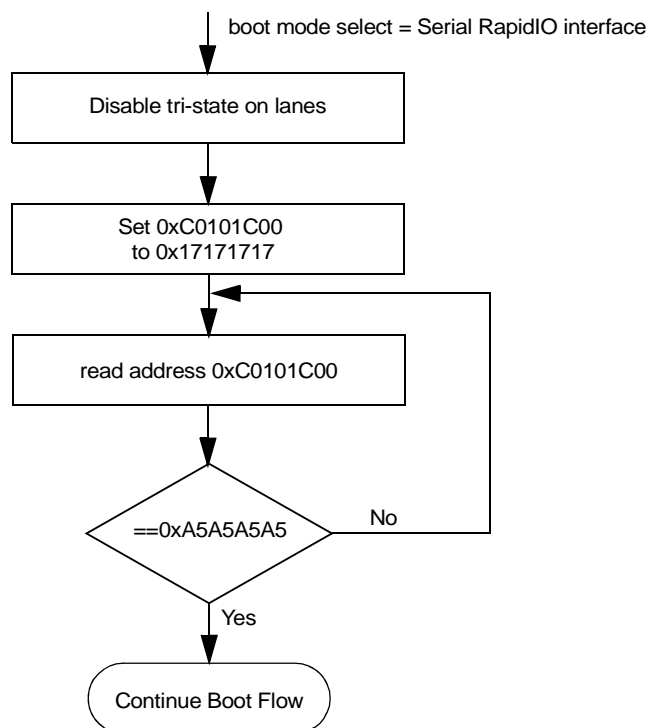 boot mode select = Serial RapidIO interface
Disable tri-state on lanes
Set 0xC0101C00
to 0x17171717
read address 0xC0101C00
==0xA5A5A5A5
No
Yes
Continue Boot Flow